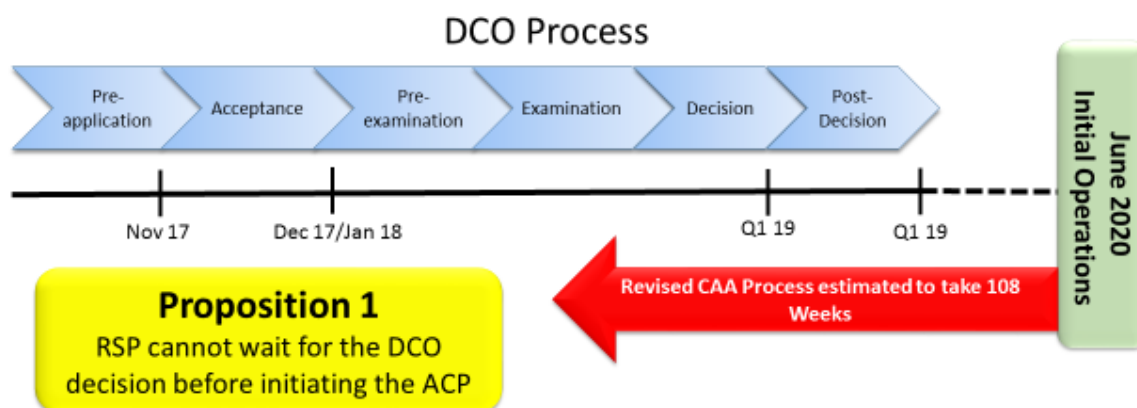 DCO Process
Pre-
application
Acceptance
Pre-
examination
Examination
Decision
Post-
Decision
Nov 17
Dec 17/Jan 18
Q1 19
Q1 19
June 2020
Initial Operations
Revised CAA Process estimated to take 108
Weeks
Proposition 1
RSP cannot wait for the DCO
decision before initiating the ACP